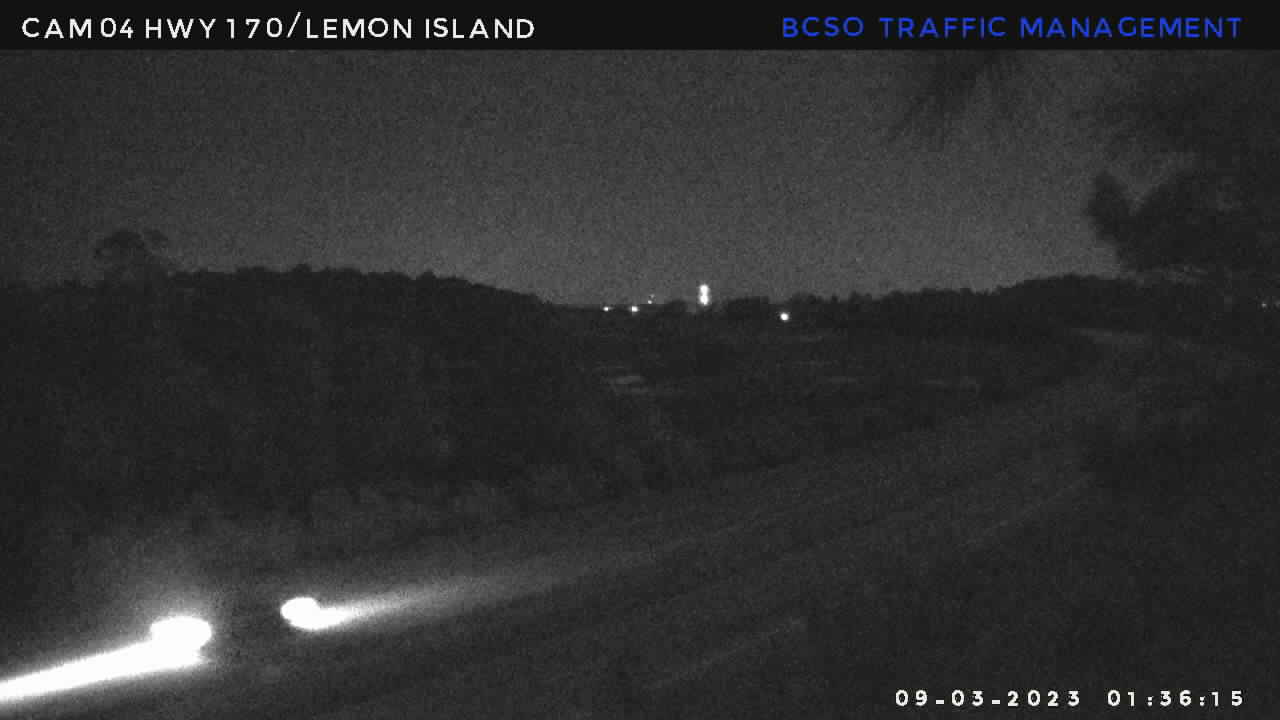 CAM04 HWY 170/LEMON ISLAND
BCSO TRAFFIC MANAGEMENT
09-03-2023 01:36:15